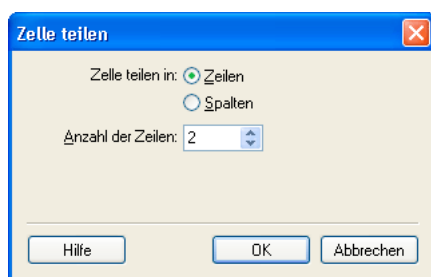 Zelle teilen
Zelle teilen in: Zeilen
Spalten
Anzahl der Zeilen: 2
Hilfe OK Abbrechen